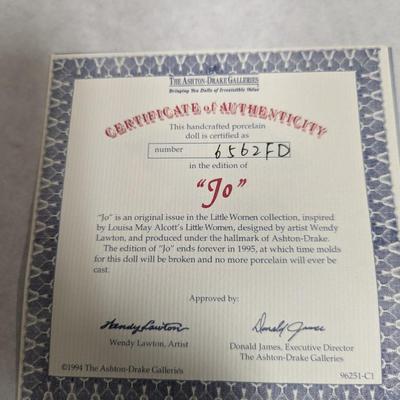 THE ASHTON-DRAKE GALLERIES
Bringing You Dolls of Irresistible Value
CERTIFICATE of AUTHENTICITY
This handcrafted porcelain
doll is certified as
number 6562FD
in the edition of
"Jo"
"Jo" is an original issue in the Little Women collection, inspired
by Louisa May Alcott's Little Women, designed by artist Wendy
Lawton, and produced under the hallmark of Ashton-Drake.
The edition of "Jo" ends forever in 1995, at which time molds
for this doll will be broken and no more porcelain will ever be
cast.
Approved by:
Wendy Lawton Donald James
Wendy Lawton, Artist Donald James, Executive Director
The Ashton-Drake Galleries
©1994 The Ashton-Drake Galleries 96251-C1